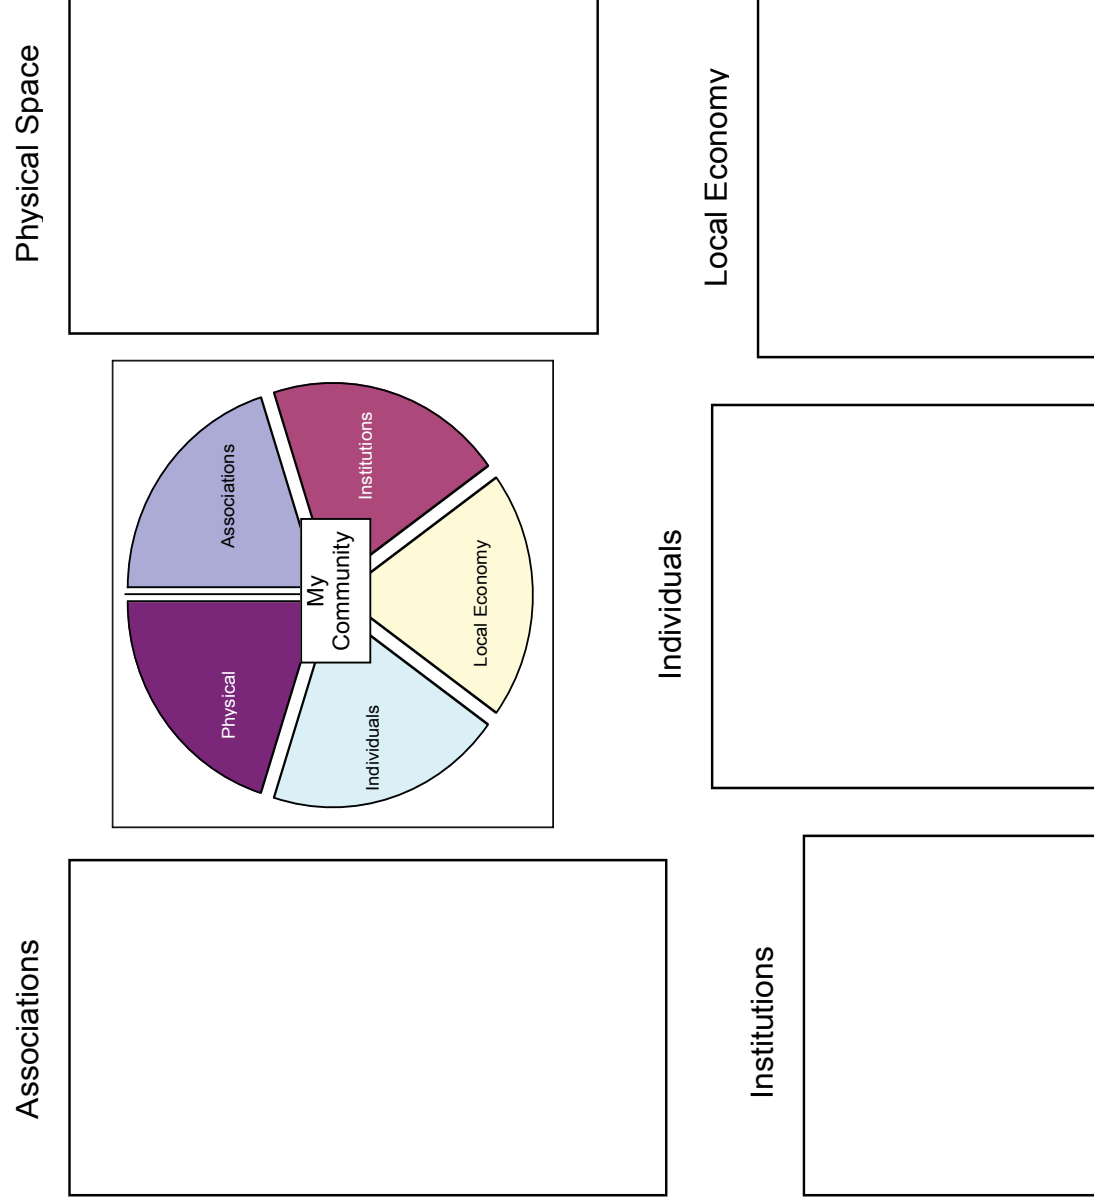 Associations
Physical Space
Physical
Associations
My
Community
Individuals
Institutions
Local Economy
Institutions
Individuals
Local Economy